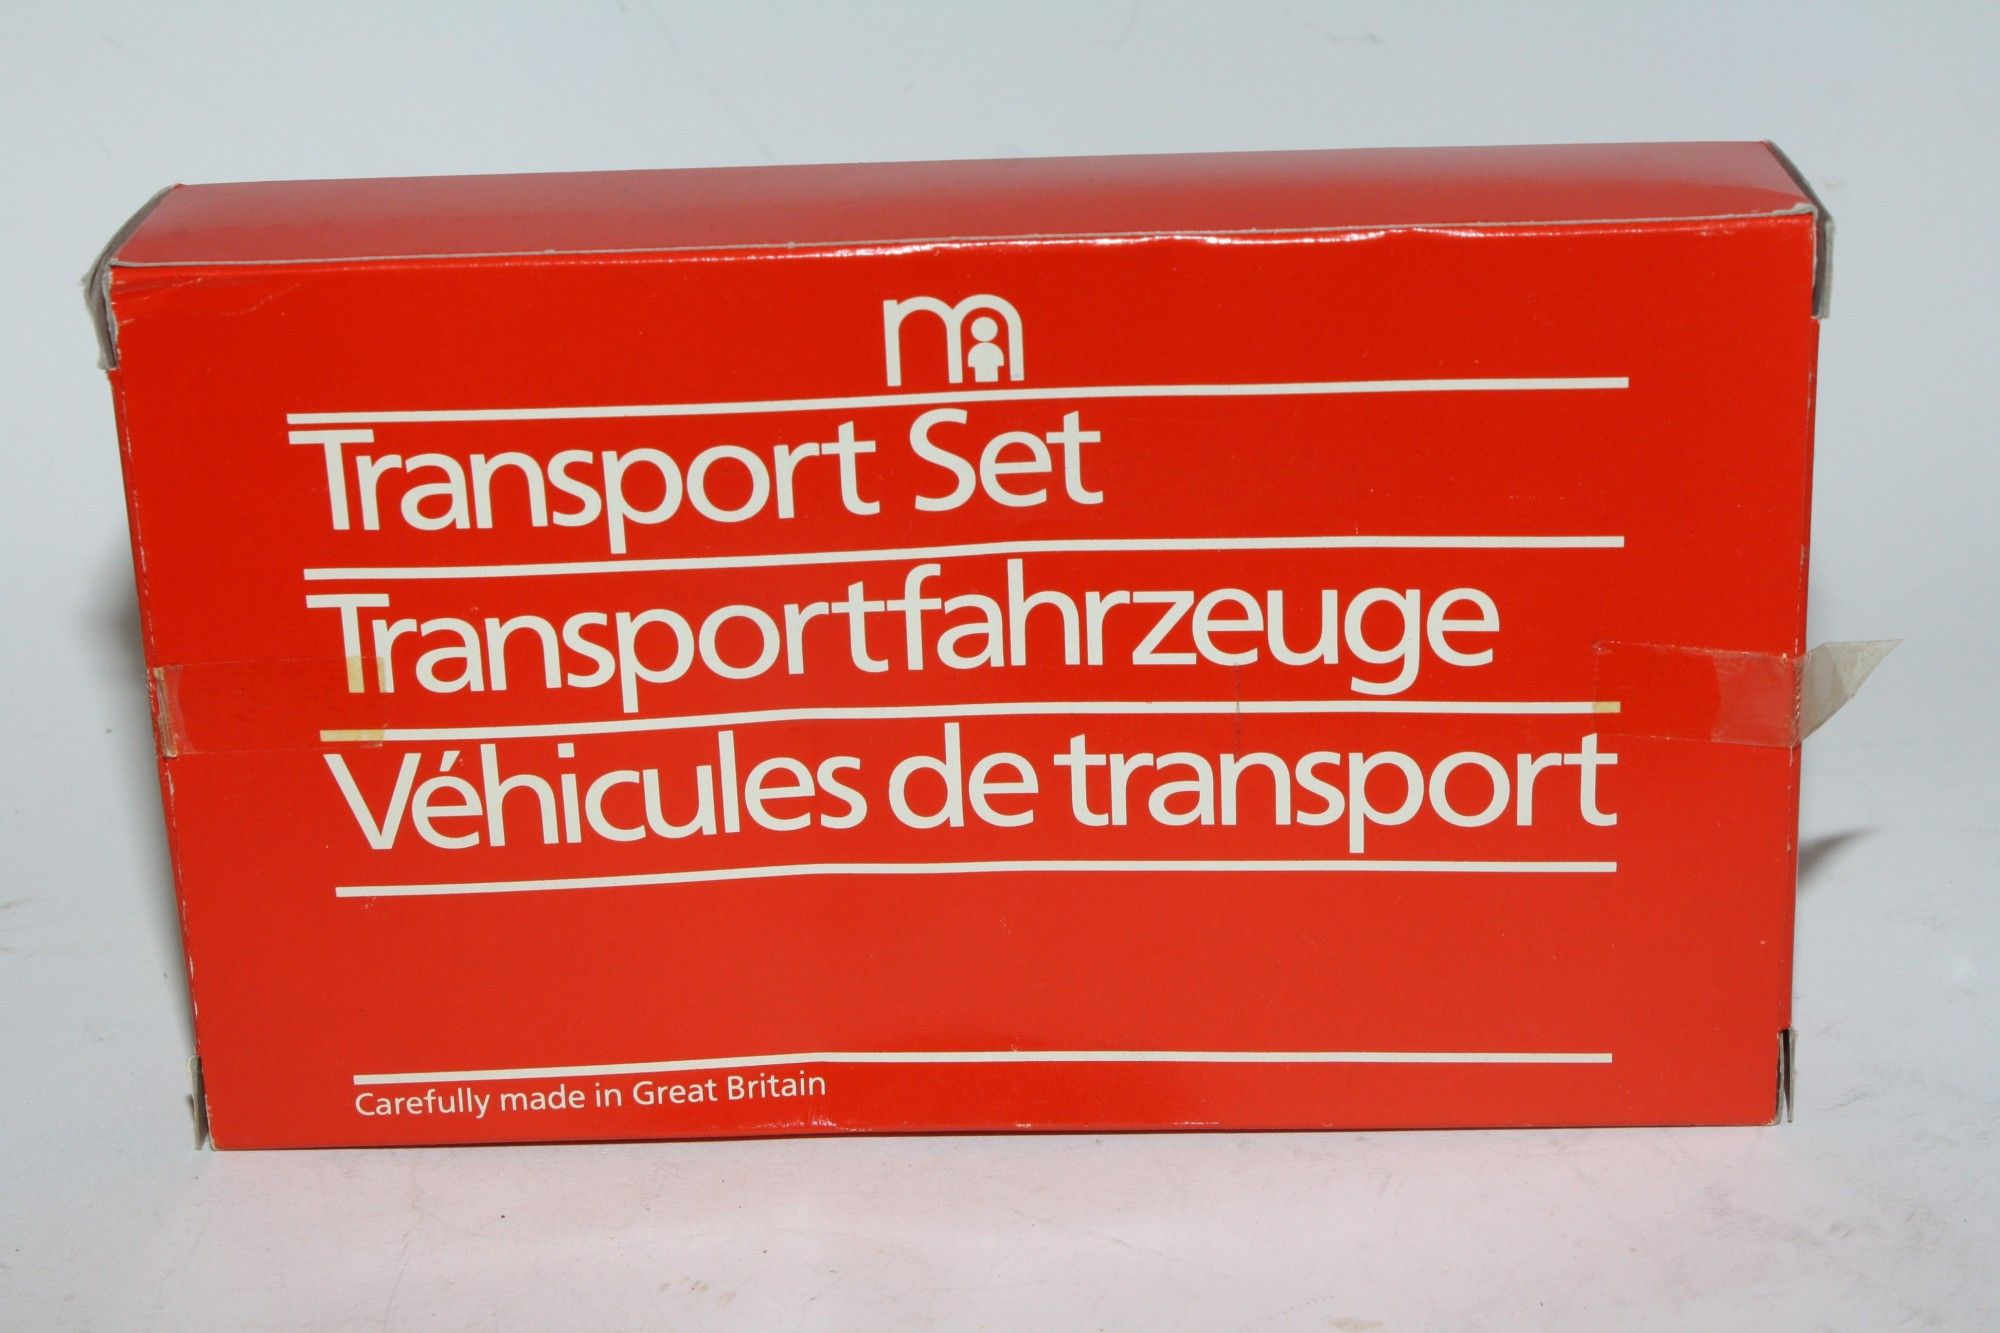 m
Transport Set
Transportfahrzeuge
Véhicules de transport
Carefully made in Great Britain